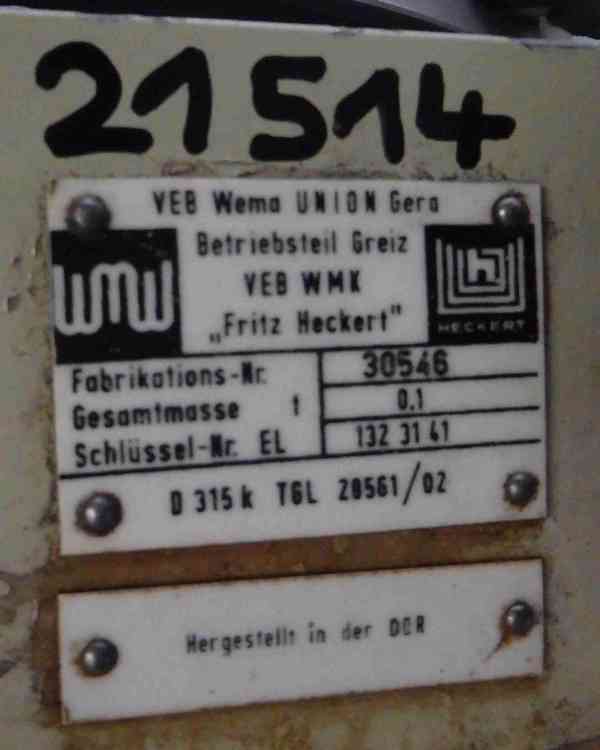 21514
VEB Wema UNION Gera
Betriebsteil Greiz
VEB WMK
„Fritz Heckert"
WMW
HECKERT
Fabrikations-Nr. 30546
Gesamtmasse t 0.1
Schlüssel-Nr. EL 132 31 41
D 315 k TGL 28561/02
Hergestellt in der DDR